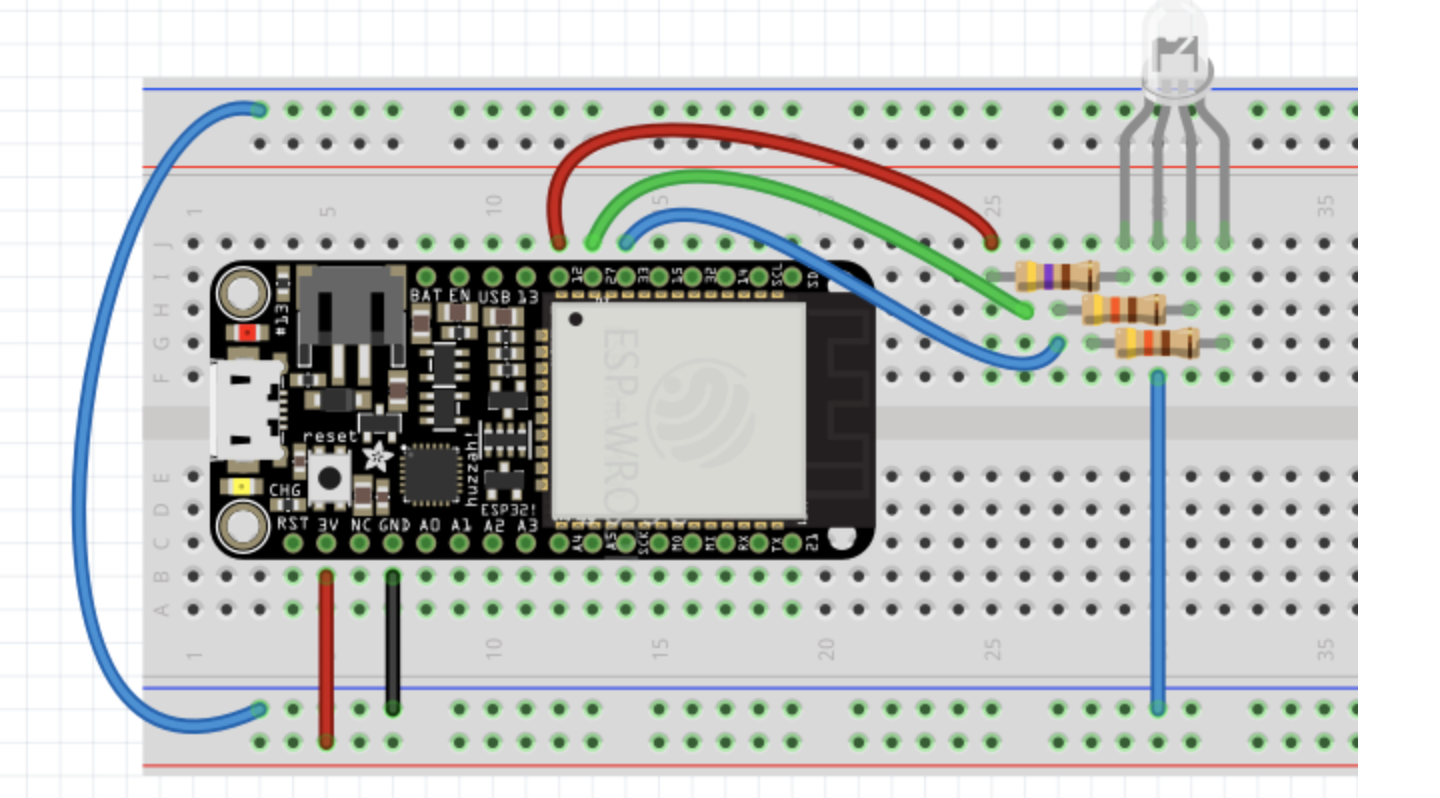 1 5 10 15 25 30 35
J
I
H
G
F
BAT EN USB 13 12 27 33 15 32 14 SCL SD
#13
ESP-WRO
reset
huzzah!
CHG
ESP32!
RST 3V NC GND A0 A1 A2 A3 A4 A5 SCK MO MI RX TX 21
E
D
C
B
A
1 10 15 20 25 35